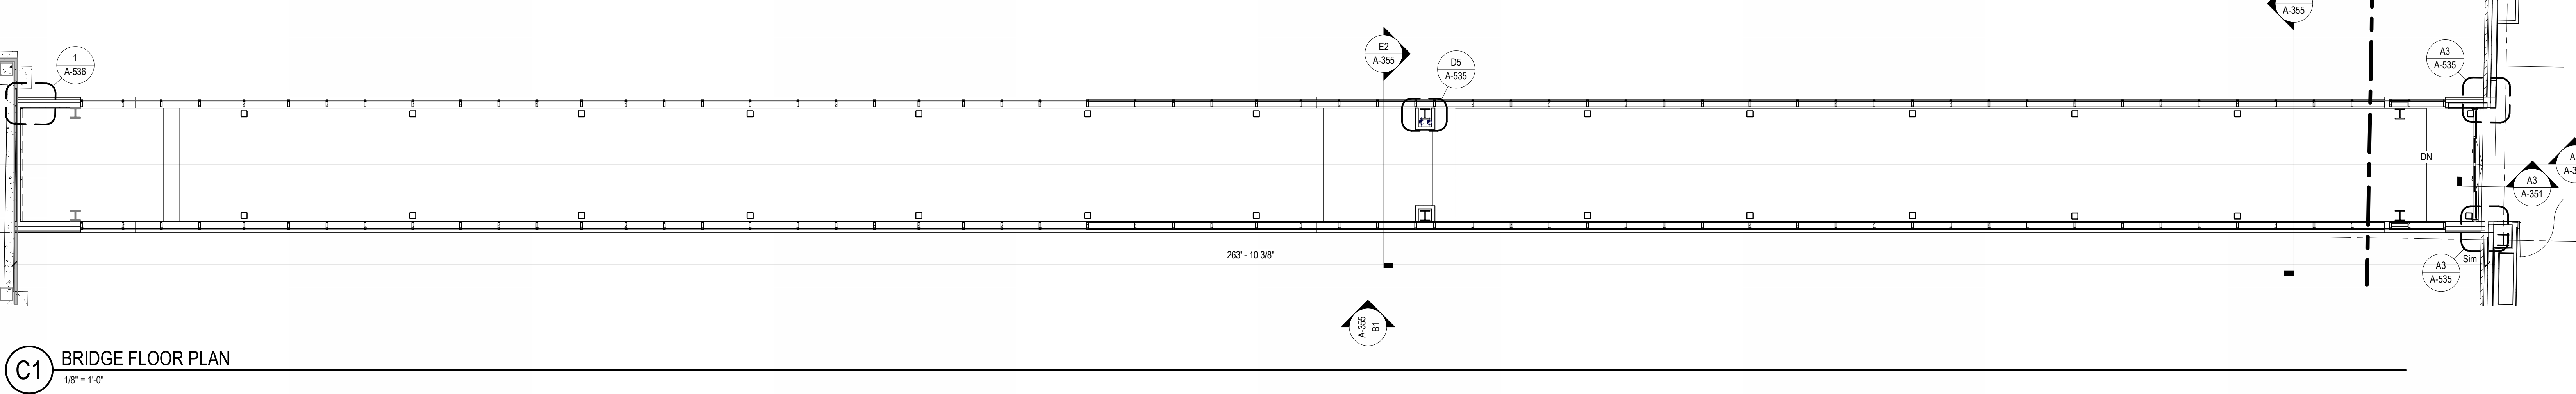 A-355
1
A-536
E2
A-355
D5
A-535
A3
A-535
DN
A3
A-351
263' - 10 3/8"
Sim
A3
A-535
A-355
B1
C1
BRIDGE FLOOR PLAN
1/8" = 1'-0"